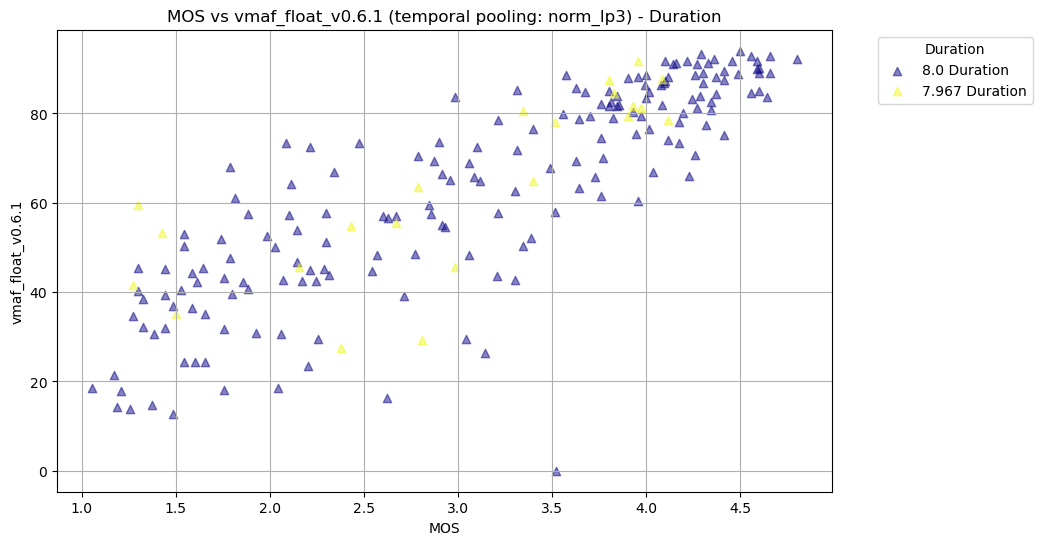 MOS vs vmaf_float_v0.6.1 (temporal pooling: norm_lp3) - Duration
Duration
8.0 Duration
7.967 Duration
vmaf_float_v0.6.1
80
60
40
20
0
1.0 1.5 2.0 2.5 3.0 3.5 4.0 4.5
MOS